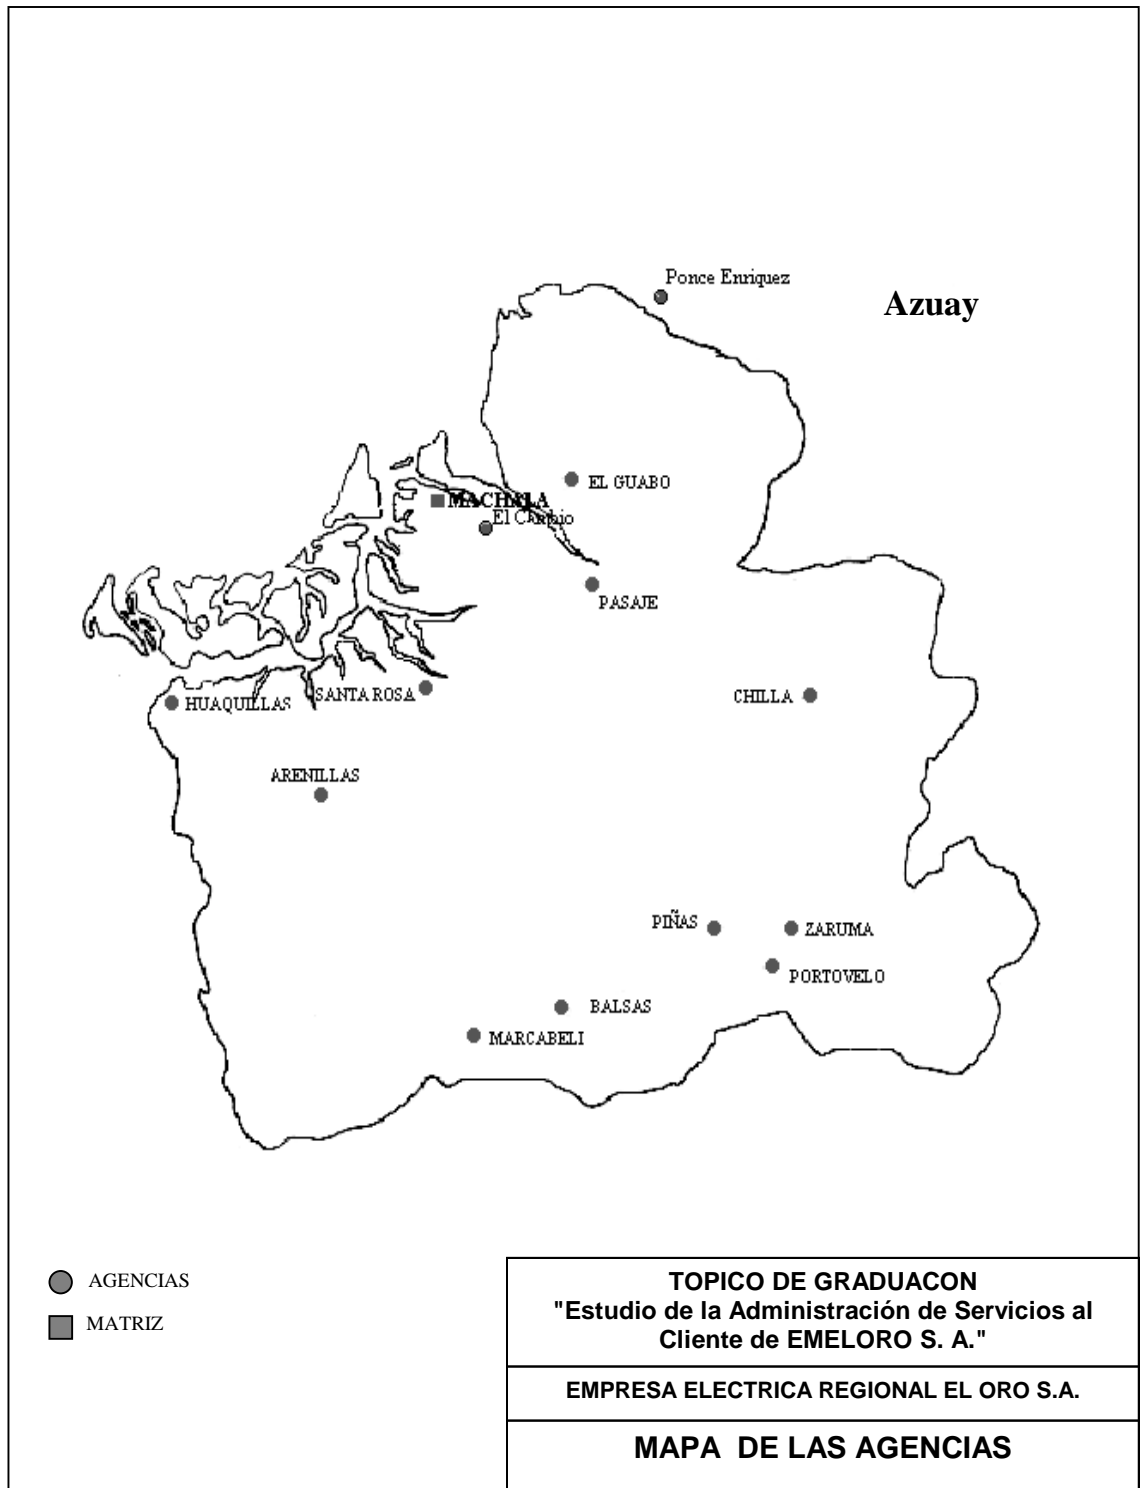 Ponce Enriquez
Azuay
EL GUABO
MACHALA
El Cambio
PASAJE
SANTA ROSA
HUAQUILLAS
CHILLA
ARENILLAS
PIÑAS
ZARUMA
PORTOVELO
BALSAS
MARCABELI
AGENCIAS
MATRIZ
TOPICO DE GRADUACON
"Estudio de la Administración de Servicios al
Cliente de EMELORO S. A."
EMPRESA ELECTRICA REGIONAL EL ORO S.A.
MAPA DE LAS AGENCIAS